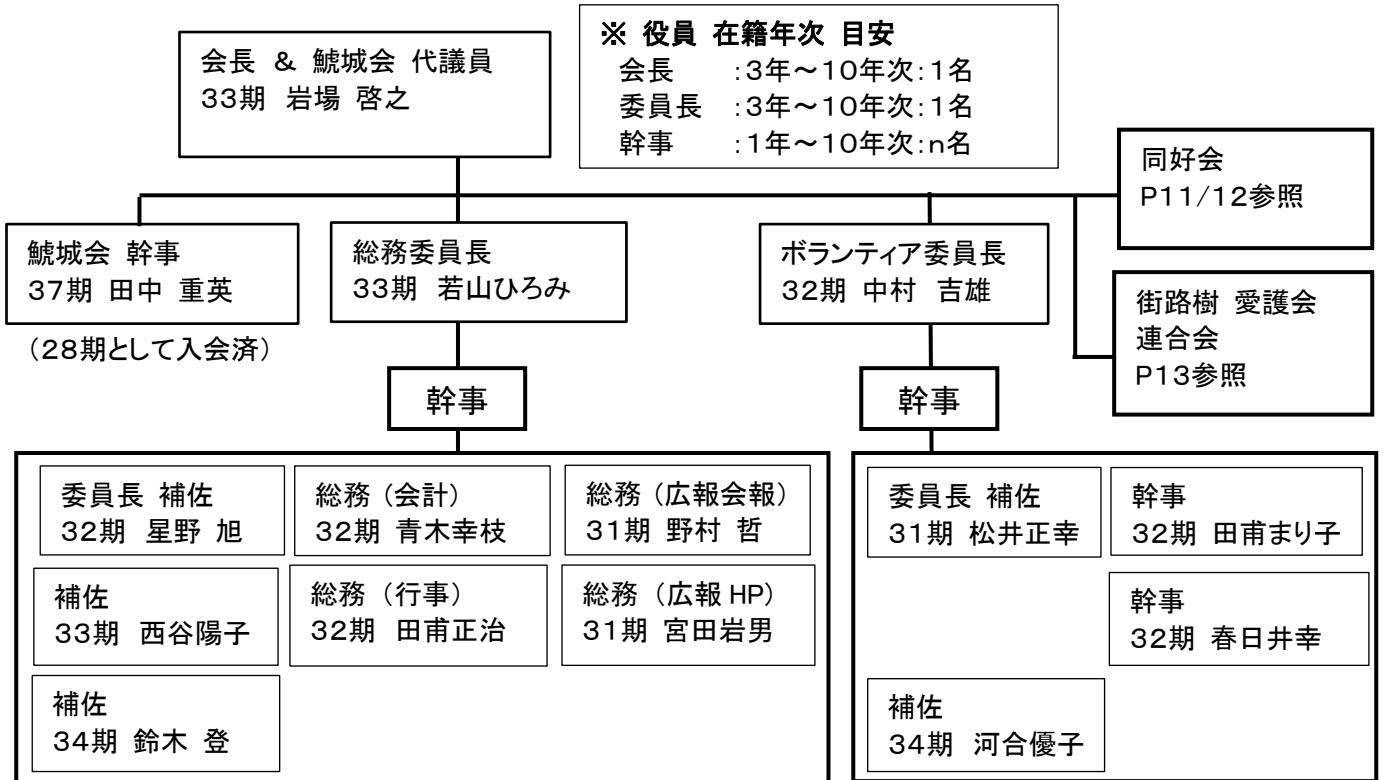 会長 & 鯱城会 代議員
33期 岩場 啓之
※ 役員 在籍年次 目安
会長 :3年~10年次:1名
委員長 :3年~10年次:1名
幹事 :1年~10年次:n名
同好会
P11/12参照
鯱城会 幹事
37期 田中 重英
(28期として入会済)
総務委員長
33期 若山ひろみ
ボランティア委員長
32期 中村 吉雄
街路樹 愛護会
連合会
P13参照
幹事
幹事
委員長 補佐
32期 星野 旭
総務 (会計)
32期 青木幸枝
総務 (広報会報)
31期 野村 哲
補佐
33期 西谷陽子
総務 (行事)
32期 田甫正治
総務 (広報 HP)
31期 宮田岩男
補佐
34期 鈴木 登
委員長 補佐
31期 松井正幸
幹事
32期 田甫まり子
幹事
32期 春日井幸
補佐
34期 河合優子